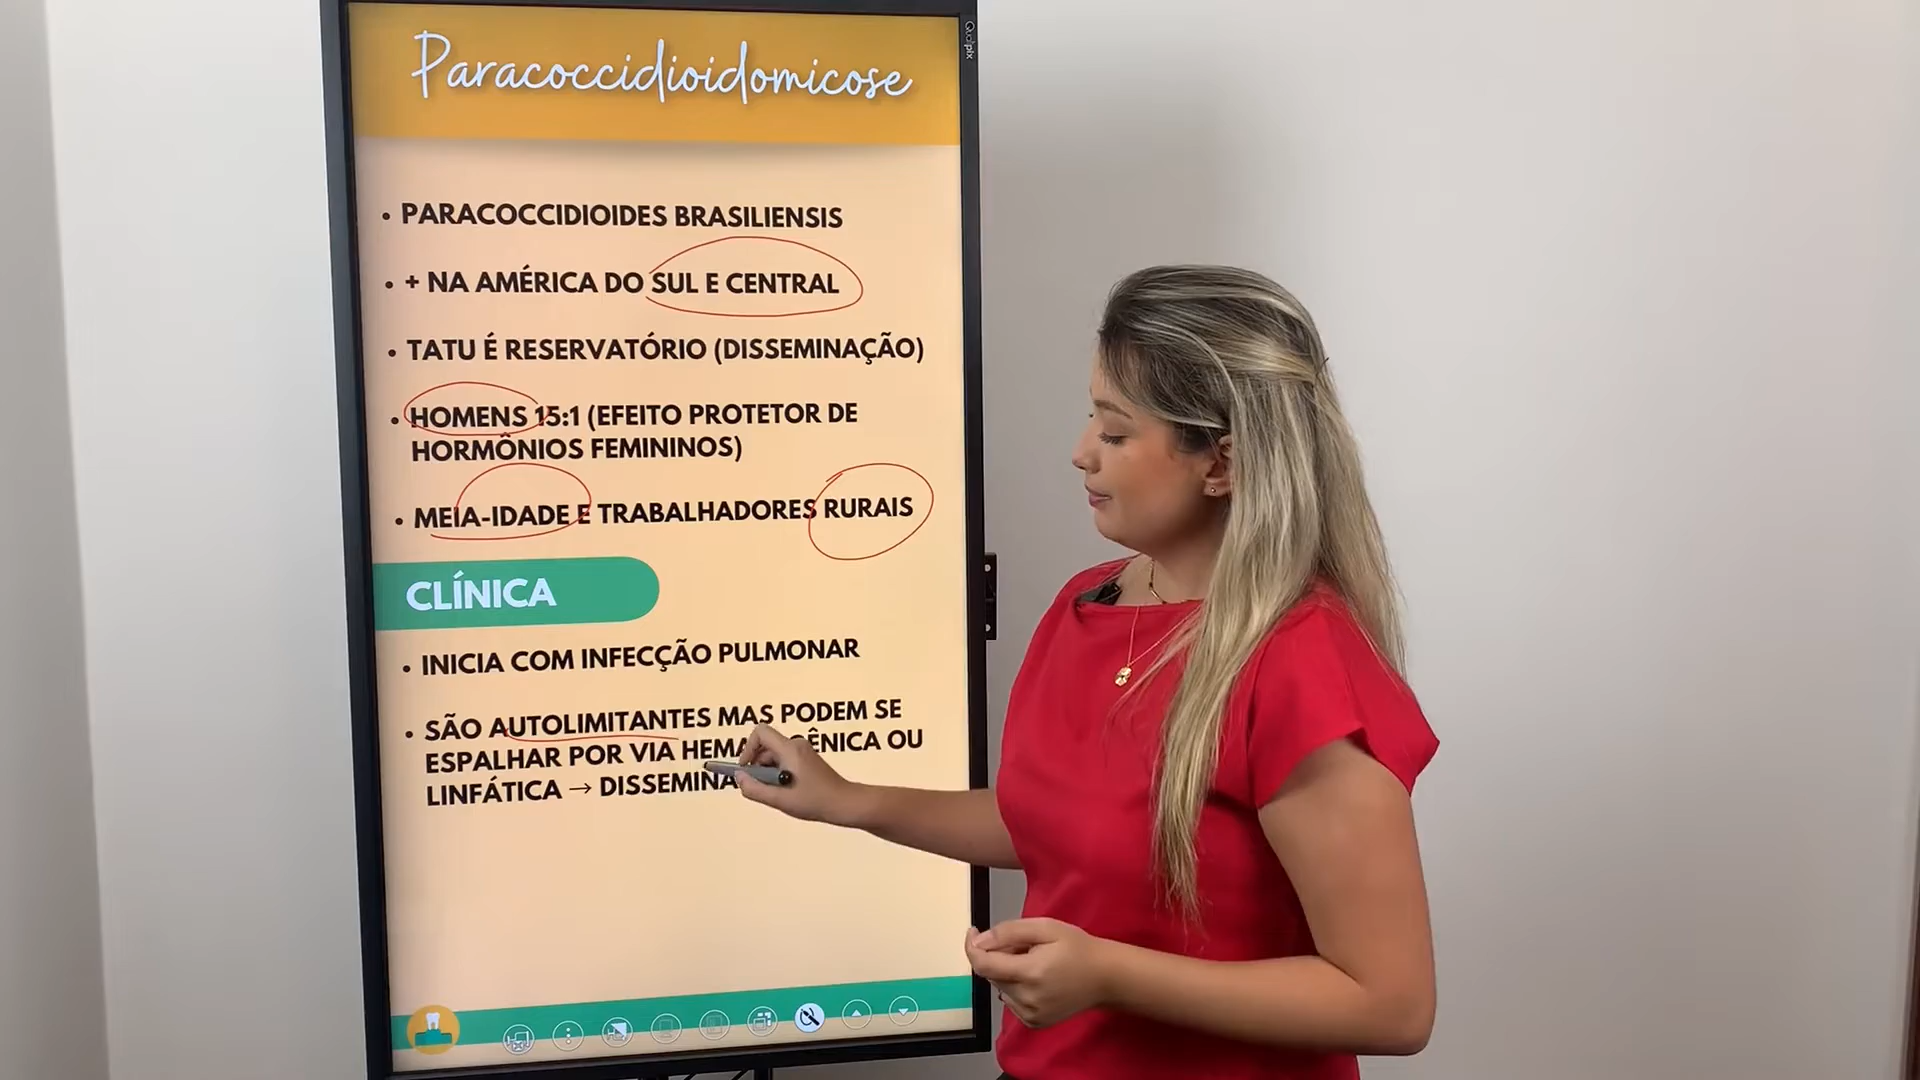 Qualpix
Paracoccidioidomicose
• PARACOCCIDIOIDES BRASILIENSIS
• + NA AMÉRICA DO SUL E CENTRAL
• TATU É RESERVATÓRIO (DISSEMINAÇÃO)
• HOMENS 15:1 (EFEITO PROTETOR DE
HORMÔNIOS FEMININOS)
• MEIA-IDADE E TRABALHADORES RURAIS
CLÍNICA
• INICIA COM INFECÇÃO PULMONAR
• SÃO AUTOLIMITANTES MAS PODEM SE
ESPALHAR POR VIA OU
LINFÁTICA →